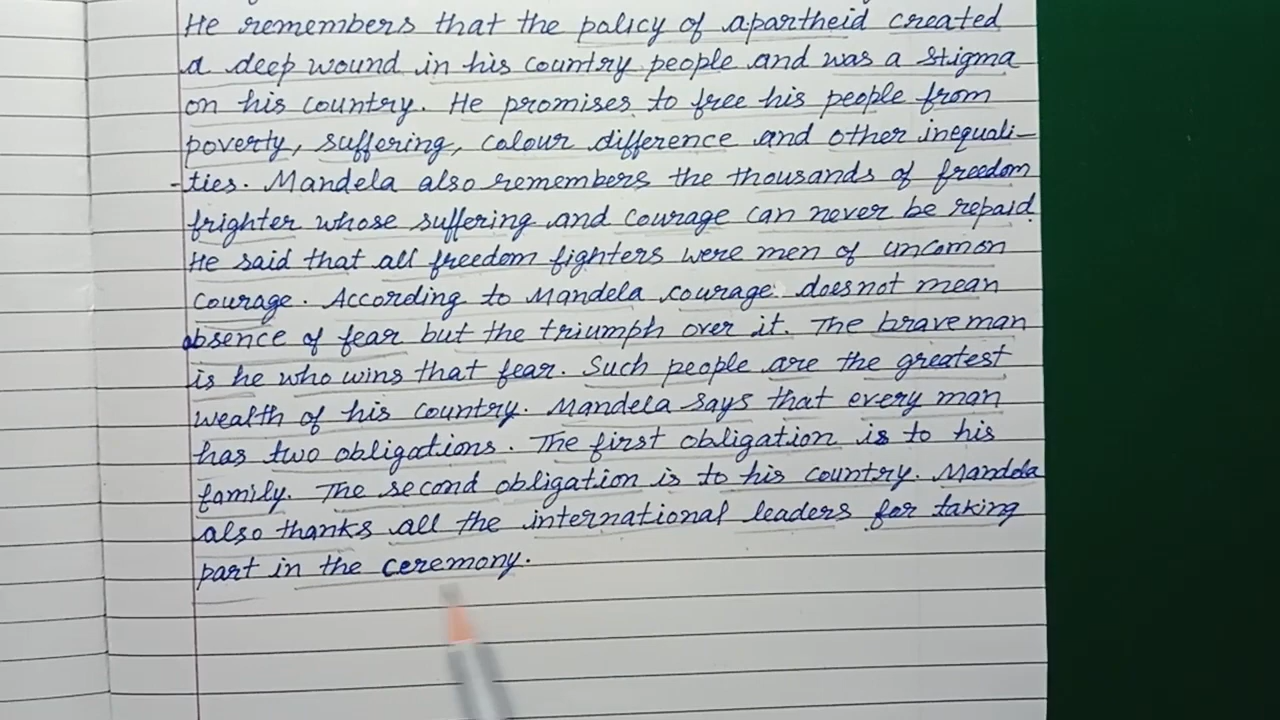 He remembers that the policy of apartheid created
a deep wound in his country people and was a stigma
on his country. He promises to free his people from
poverty, suffering, colour difference and other inequali-
-ties. Mandela also remembers the thousands of freedom
frighter whose suffering and courage can never be repaid.
He said that all freedom fighters were men of uncomon
courage. According to Mandela courage does not mean
absence of fear but the triumph over it. The brave man
is he who wins that fear. Such people are the greatest
wealth of his country. Mandela says that every man
has two obligations. The first obligation is to his
family. The second obligation is to his country. Mandela
also thanks all the international leaders for taking
part in the ceremony.